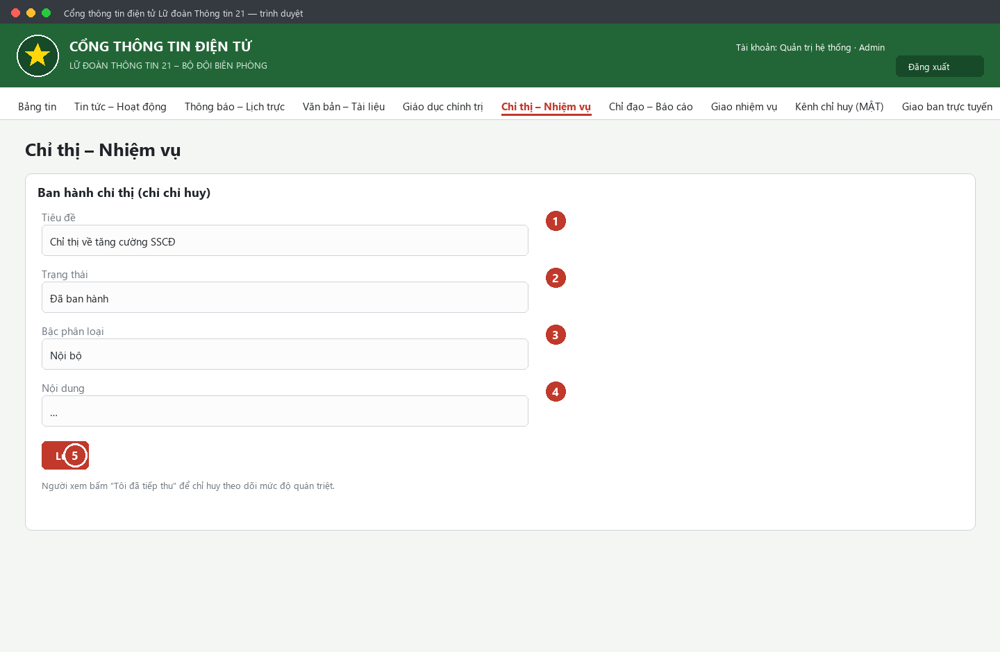 Cổng thông tin điện tử Lữ đoàn Thông tin 21 — trình duyệt
CỔNG THÔNG TIN ĐIỆN TỬ
LỮ ĐOÀN THÔNG TIN 21 – BỘ ĐỘI BIÊN PHÒNG
Tài khoản: Quản trị hệ thống · Admin
Đăng xuất
Bảng tin Tin tức – Hoạt động Thông báo – Lịch trực Văn bản – Tài liệu Giáo dục chính trị Chỉ thị – Nhiệm vụ Chỉ đạo – Báo cáo Giao nhiệm vụ Kênh chỉ huy (MẬT) Giao ban trực tuyến
Chỉ thị – Nhiệm vụ
Ban hành chỉ thị (chỉ chỉ huy)
Tiêu đề
1
Chỉ thị về tăng cường SSCĐ
Trạng thái
2
Đã ban hành
Bậc phân loại
3
Nội bộ
Nội dung
4
...
5
Người xem bấm “Tôi đã tiếp thu” để chỉ huy theo dõi mức độ quán triệt.